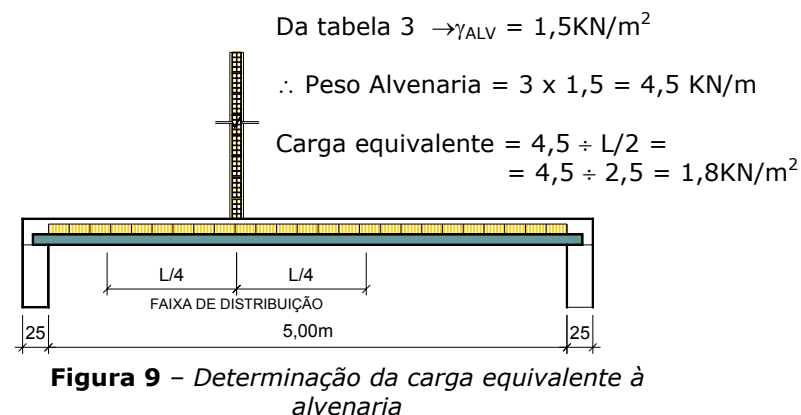 Da tabela 3 →γALV = 1,5KN/m²
∴ Peso Alvenaria = 3 x 1,5 = 4,5 KN/m
Carga equivalente = 4,5 ÷ L/2 =
= 4,5 ÷ 2,5 = 1,8KN/m²
L/4 L/4
FAIXA DE DISTRIBUIÇÃO
25 5,00m 25
Figura 9 – Determinação da carga equivalente à
alvenaria